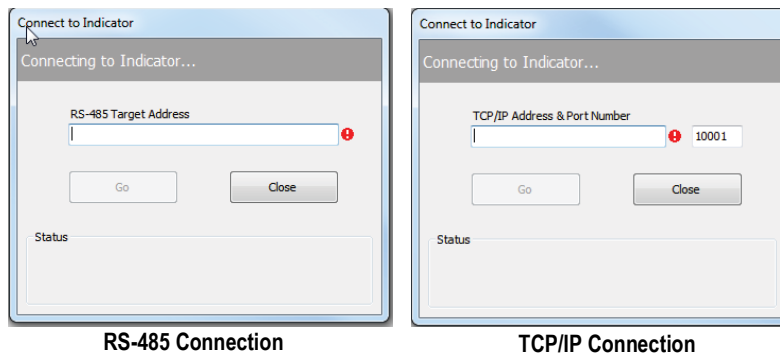 Connect to Indicator
Connecting to Indicator...
RS-485 Target Address
Go
Close
Status
RS-485 Connection
Connect to Indicator
Connecting to Indicator...
TCP/IP Address & Port Number
10001
Go
Close
Status
TCP/IP Connection